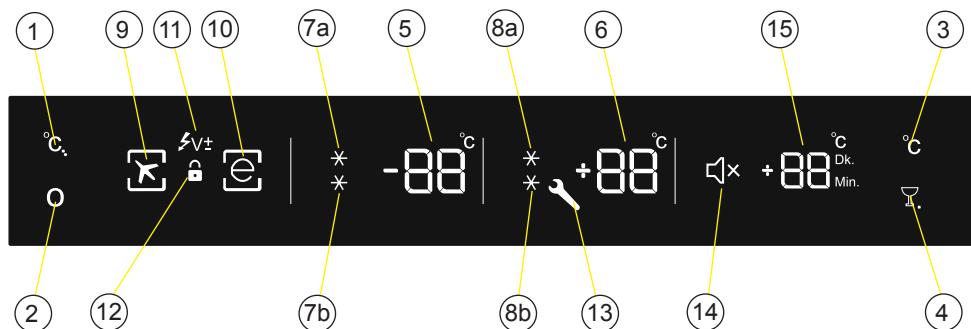 1 9 11 10 7a 5 8a 6 15 3
°C. V± e -88 °C +88 °C +88 °C °C
Dk.
O Min.
2 12 7b 8b 13 14 4